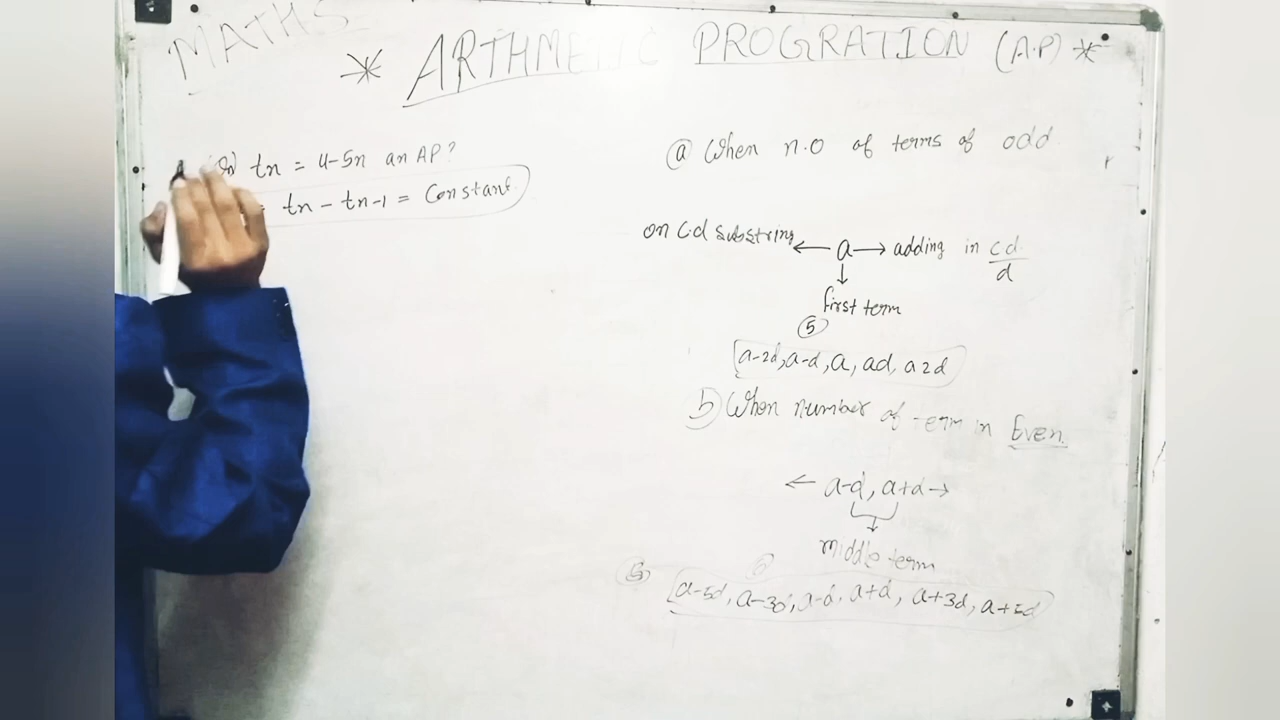 MATHS
* ARTHMETIC PROGRATION (A.P) *
tn = 4-5n an AP?
= tn - tn-1 = Constant
(a) When n.o of terms of odd
on Cd substring ← a → adding in cd/d
↓
first term
(5)
[a-2d, a-d, a, ad, a2d]
(b) When number of term in Even
← a-d, a+d →
↓
middle term
(6)
[a-5d, a-3d, a-d, a+d, a+3d, a+5d]